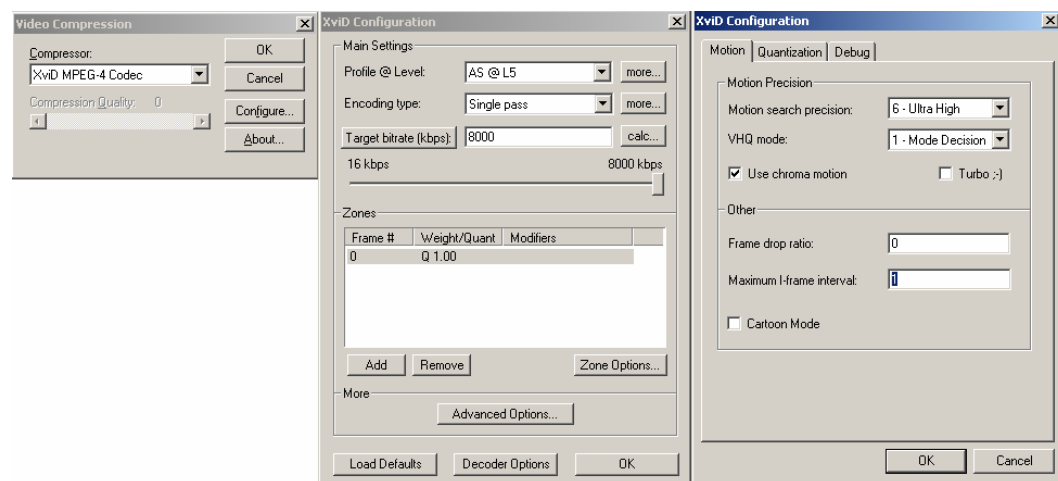 Video Compression
Compressor:
XviD MPEG-4 Codec
Compression Quality: 0
OK
Cancel
Configure...
About...
XviD Configuration
Main Settings
Profile @ Level: AS @ L5 more...
Encoding type: Single pass more...
Target bitrate (kbps): 8000 calc...
16 kbps 8000 kbps
Zones
Frame # Weight/Quant Modifiers
0 Q 1.00
Add Remove Zone Options...
More
Advanced Options...
Load Defaults Decoder Options OK
XviD Configuration
Motion Quantization Debug
Motion Precision
Motion search precision: 6 - Ultra High
VHQ mode: 1 - Mode Decision
Use chroma motion Turbo ;-)
Other
Frame drop ratio: 0
Maximum I-frame interval: 1
Cartoon Mode
OK Cancel